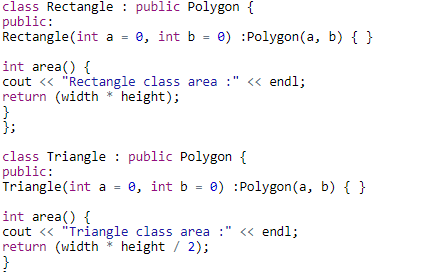 class Rectangle : public Polygon {
public:
Rectangle(int a = 0, int b = 0) :Polygon(a, b) { }
int area() {
cout << "Rectangle class area :" << endl;
return (width * height);
}
};
class Triangle : public Polygon {
public:
Triangle(int a = 0, int b = 0) :Polygon(a, b) { }
int area() {
cout << "Triangle class area :" << endl;
return (width * height / 2);
}